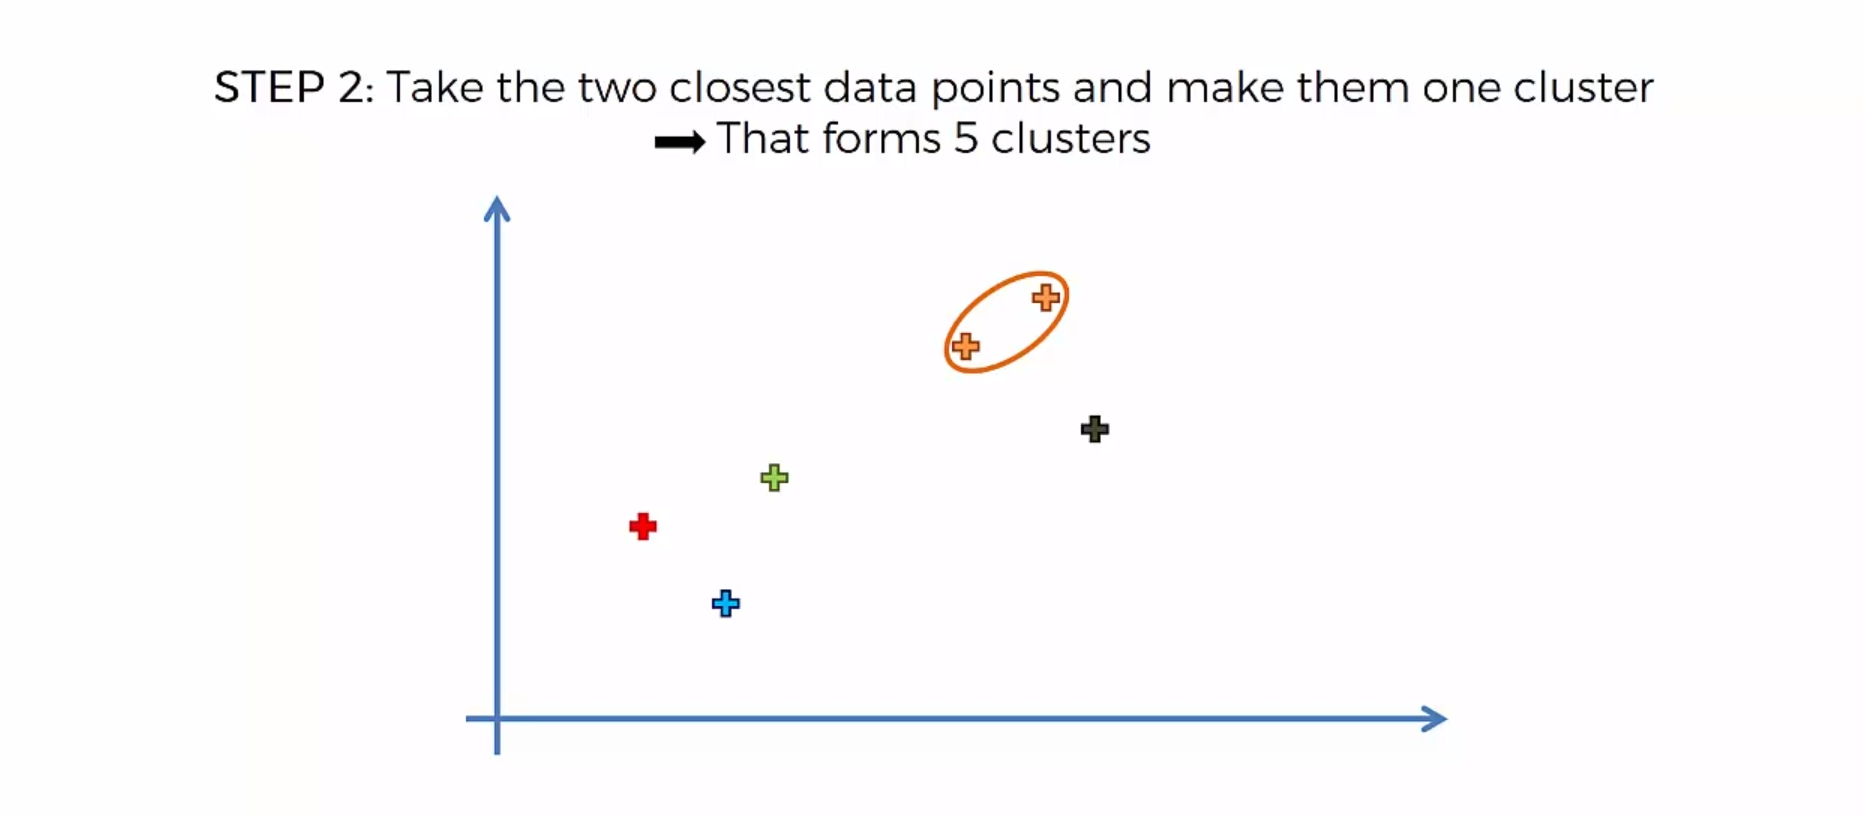 STEP 2: Take the two closest data points and make them one cluster
➡ That forms 5 clusters